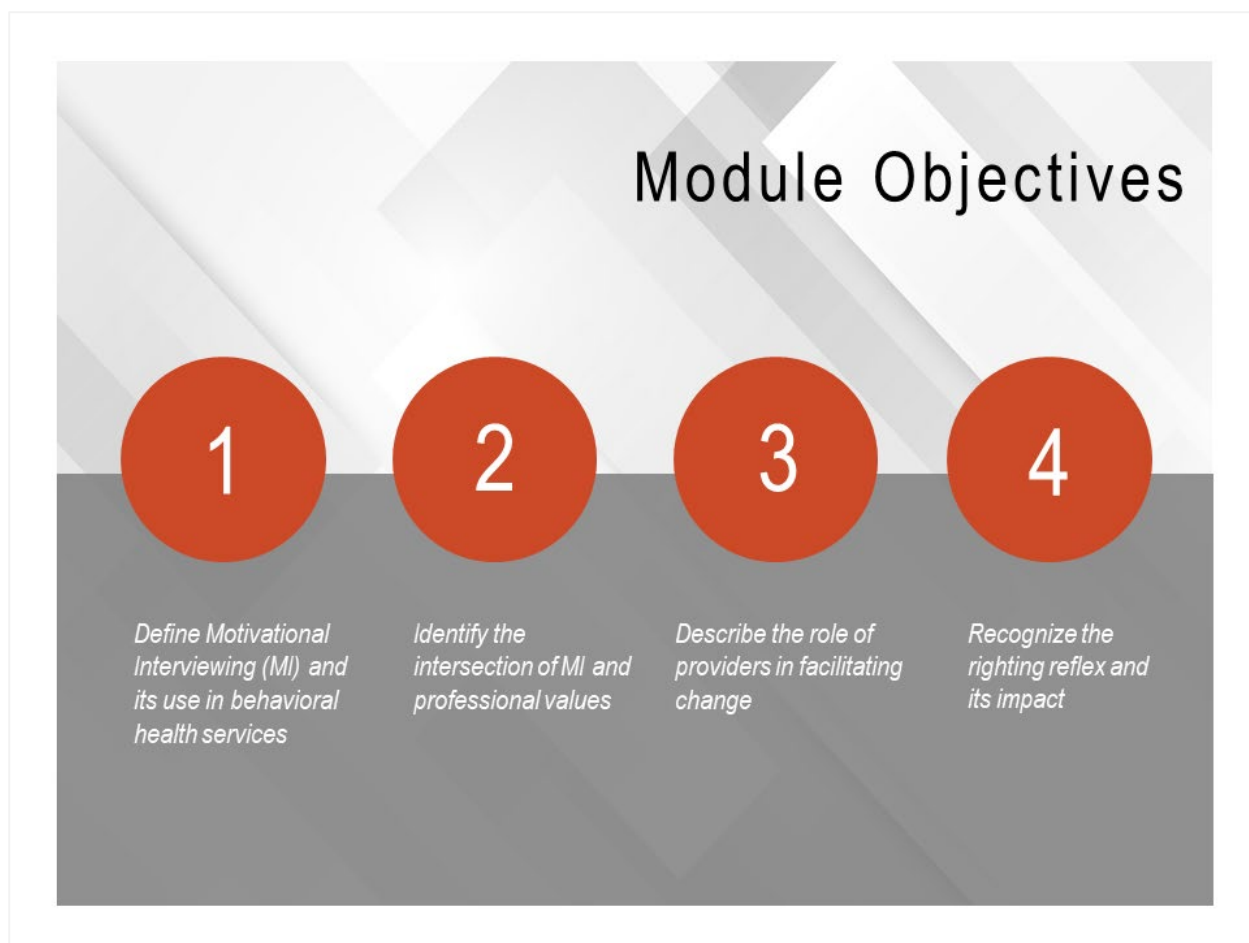 Module Objectives
1
Define Motivational
Interviewing (MI) and
its use in behavioral
health services
2
Identify the
intersection of MI and
professional values
3
Describe the role of
providers in facilitating
change
4
Recognize the
righting reflex and
its impact